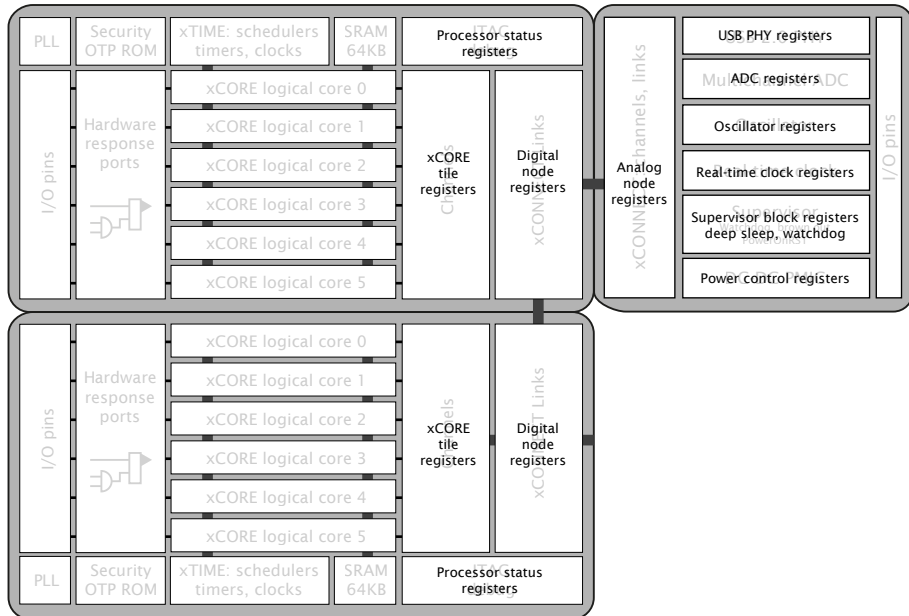 PLL
Security
OTP ROM
xTIME: schedulers
timers, clocks
SRAM
64KB
Processor status
registers
I/O pins
Hardware
response
ports
xCORE logical core 0
xCORE logical core 1
xCORE logical core 2
xCORE logical core 3
xCORE logical core 4
xCORE logical core 5
xCORE
tile
registers
Digital
node
registers
Links
Analog
node
registers
USB PHY registers
ADC registers
Oscillator registers
Real-time clock registers
Supervisor block registers
deep sleep, watchdog
Power control registers
I/O pins
I/O pins
Hardware
response
ports
xCORE logical core 0
xCORE logical core 1
xCORE logical core 2
xCORE logical core 3
xCORE logical core 4
xCORE logical core 5
xCORE
tile
registers
Digital
node
registers
Links
PLL
Security
OTP ROM
xTIME: schedulers
timers, clocks
SRAM
64KB
Processor status
registers